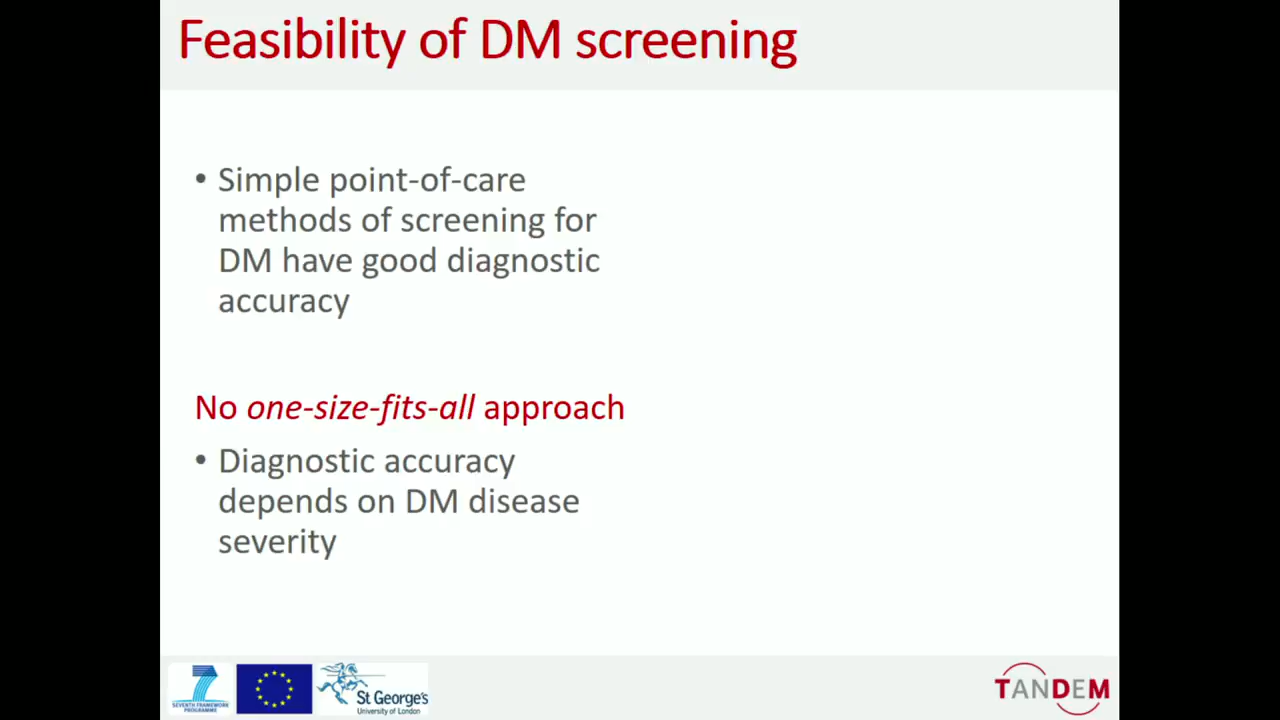 Feasibility of DM screening
• Simple point-of-care
methods of screening for
DM have good diagnostic
accuracy
No one-size-fits-all approach
• Diagnostic accuracy
depends on DM disease
severity
7
SEVENTH FRAMEWORK
PROGRAMME
St George's
University of London
TANDEM